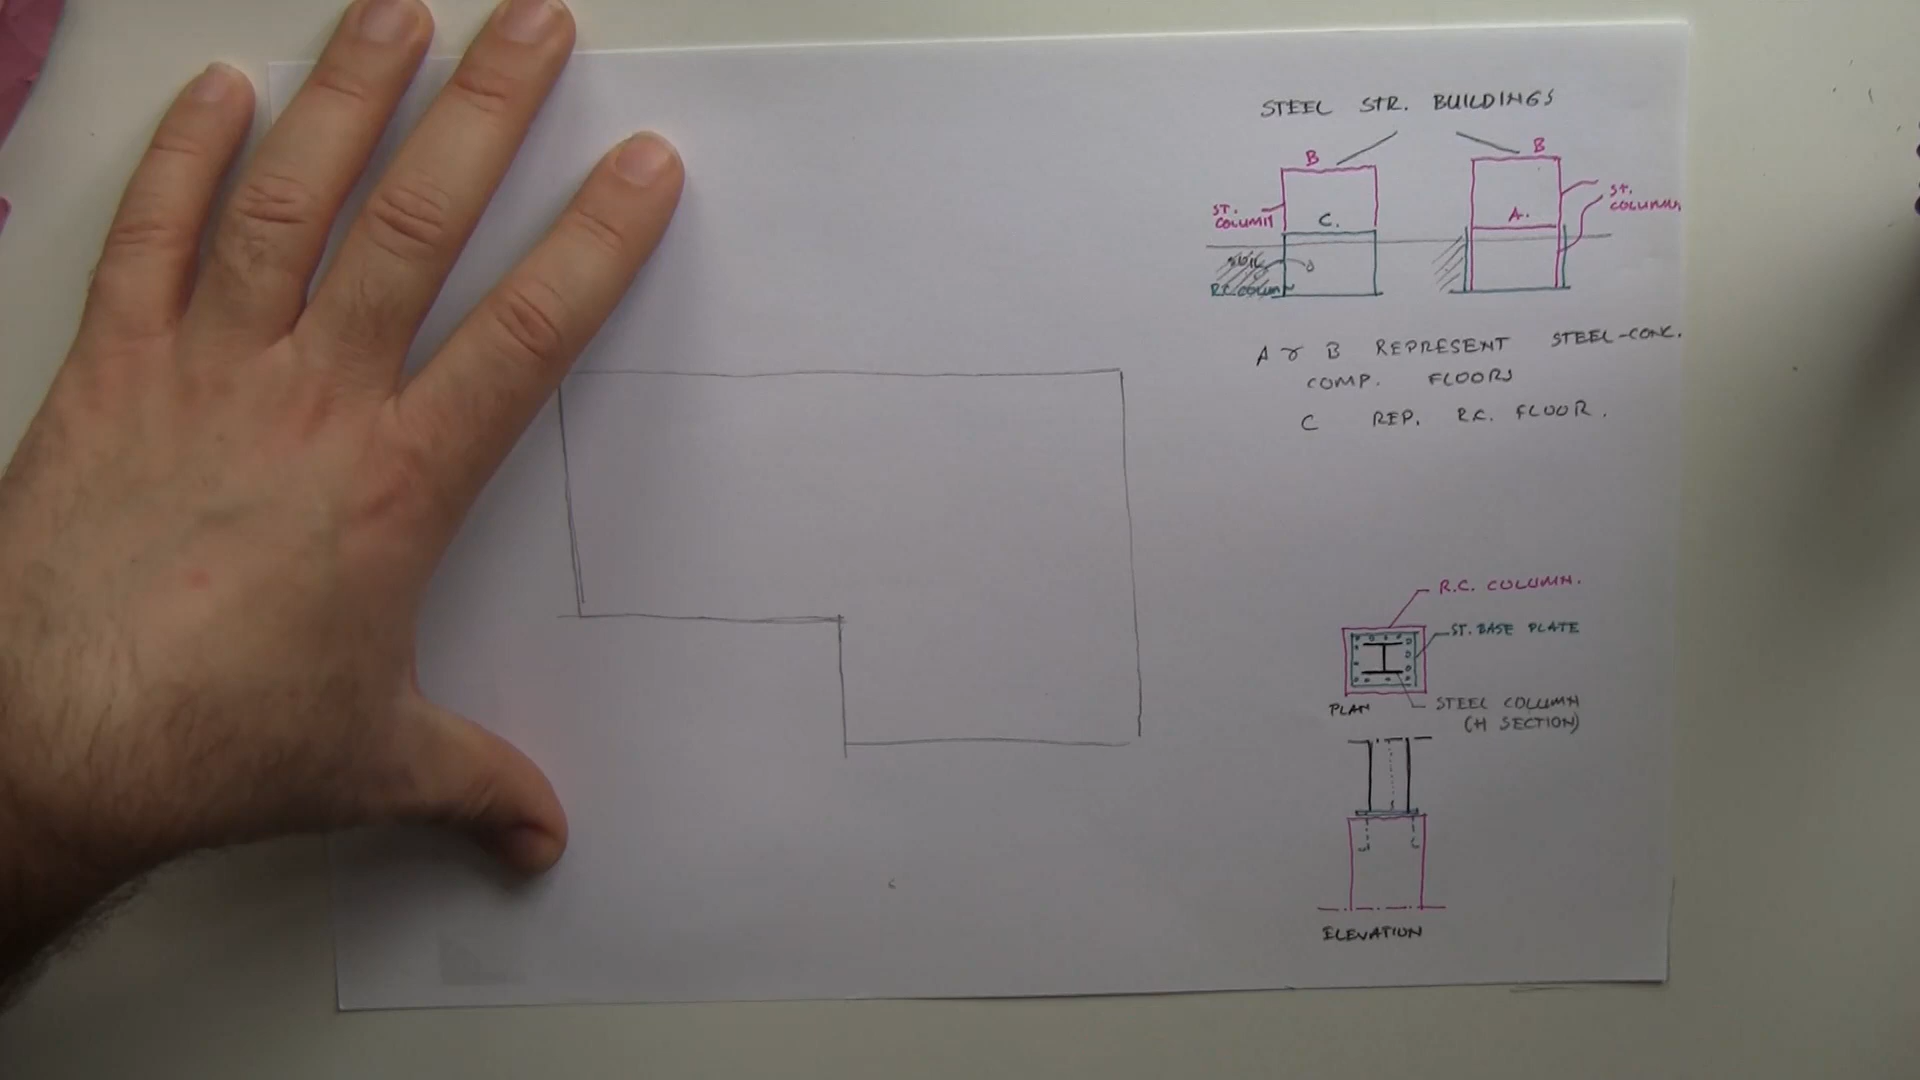 STEEL STR. BUILDINGS
B
B
ST.
COLUMN
C.
A.
ST.
COLUMN
SOIL
R.C. COLUMN
A & B REPRESENT STEEL-CONC.
COMP. FLOORS
C REP. R.C. FLOOR.
R.C. COLUMN.
ST. BASE PLATE
PLAN
STEEL COLUMN
(H SECTION)
ELEVATION